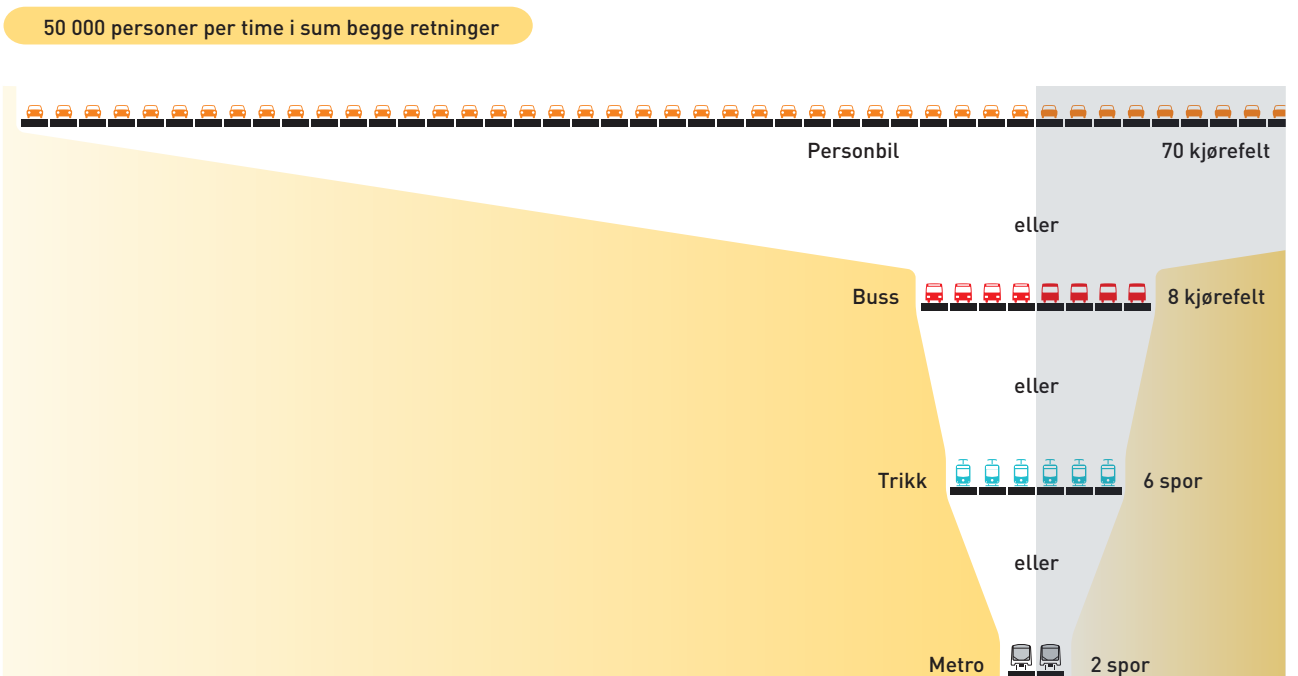 50 000 personer per time i sum begge retninger
Personbil 70 kjørefelt
eller
Buss 8 kjørefelt
eller
Trikk 6 spor
eller
Metro 2 spor